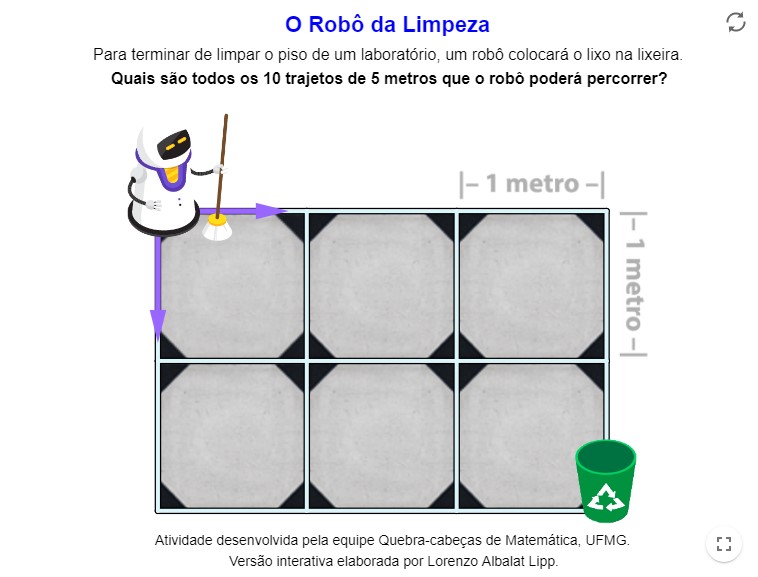 O Robô da Limpeza
Para terminar de limpar o piso de um laboratório, um robô colocará o lixo na lixeira.
Quais são todos os 10 trajetos de 5 metros que o robô poderá percorrer?
|– 1 metro –|
|– 1 metro –|
Atividade desenvolvida pela equipe Quebra-cabeças de Matemática, UFMG.
Versão interativa elaborada por Lorenzo Albalat Lipp.